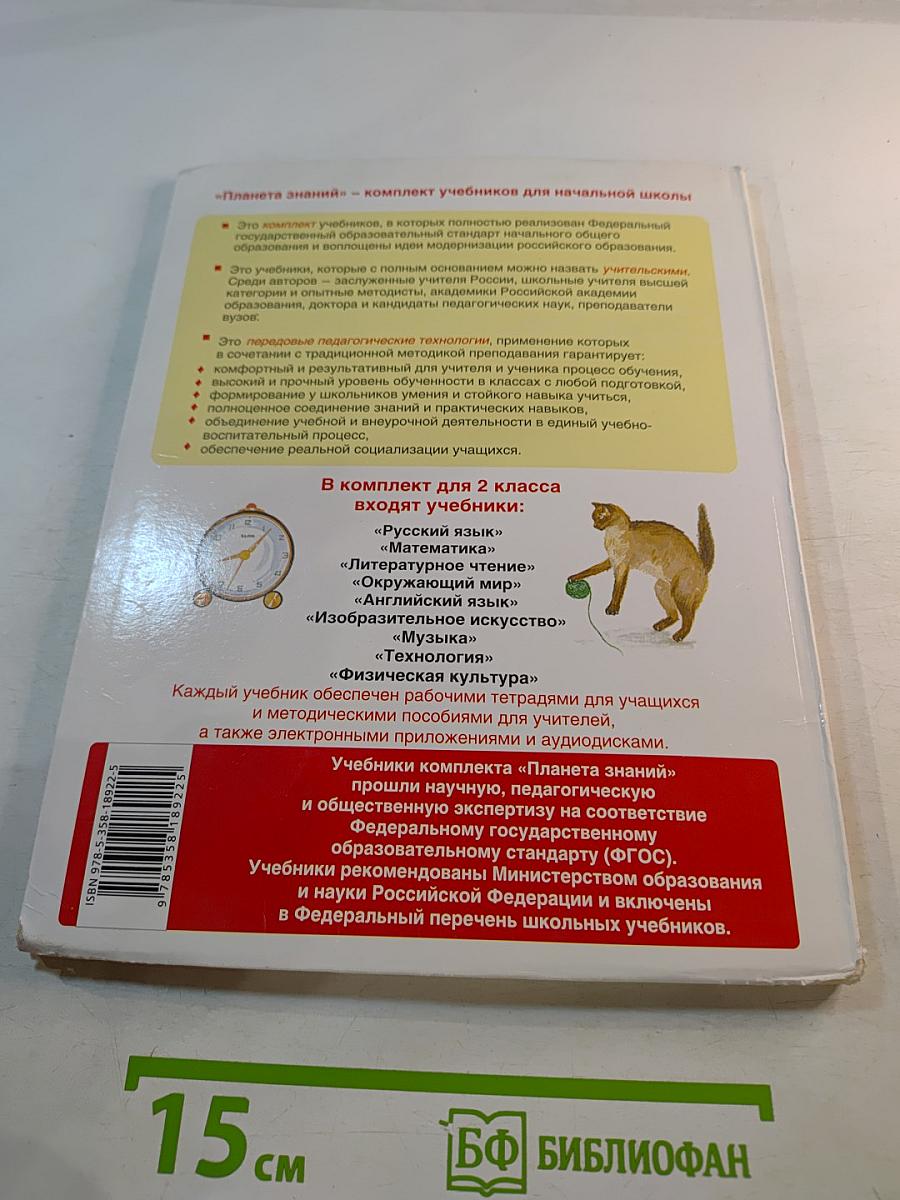 «Планета знаний» – комплект учебников для начальной школы
Это комплект учебников, в которых полностью реализован Федеральный
государственный образовательный стандарт начального общего
образования и воплощены идеи модернизации российского образования.
Это учебники, которые с полным основанием можно назвать учительскими.
Среди авторов – заслуженные учителя России, школьные учителя высшей
категории и опытные методисты, академики Российской академии
образования, доктора и кандидаты педагогических наук, преподаватели
вузов.
Это передовые педагогические технологии, применение которых
в сочетании с традиционной методикой преподавания гарантирует:
комфортный и результативный для учителя и ученика процесс обучения,
высокий и прочный уровень обученности в классах с любой подготовкой,
формирование у школьников умения и стойкого навыка учиться,
полноценное соединение знаний и практических навыков,
объединение учебной и внеурочной деятельности в единый учебно-
воспитательный процесс,
обеспечение реальной социализации учащихся.
В комплект для 2 класса
входят учебники:
«Русский язык»
«Математика»
«Литературное чтение»
«Окружающий мир»
«Английский язык»
«Изобразительное искусство»
«Музыка»
«Технология»
«Физическая культура»
Каждый учебник обеспечен рабочими тетрадями для учащихся
и методическими пособиями для учителей,
а также электронными приложениями и аудиодисками.
Учебники комплекта «Планета знаний»
прошли научную, педагогическую
и общественную экспертизу на соответствие
Федеральному государственному
образовательному стандарту (ФГОС).
Учебники рекомендованы Министерством образования
и науки Российской Федерации и включены
в Федеральный перечень школьных учебников.
ISBN 978-5-358-18922-5
9 785358 189225
15 см
БФ БИБЛИОФАН